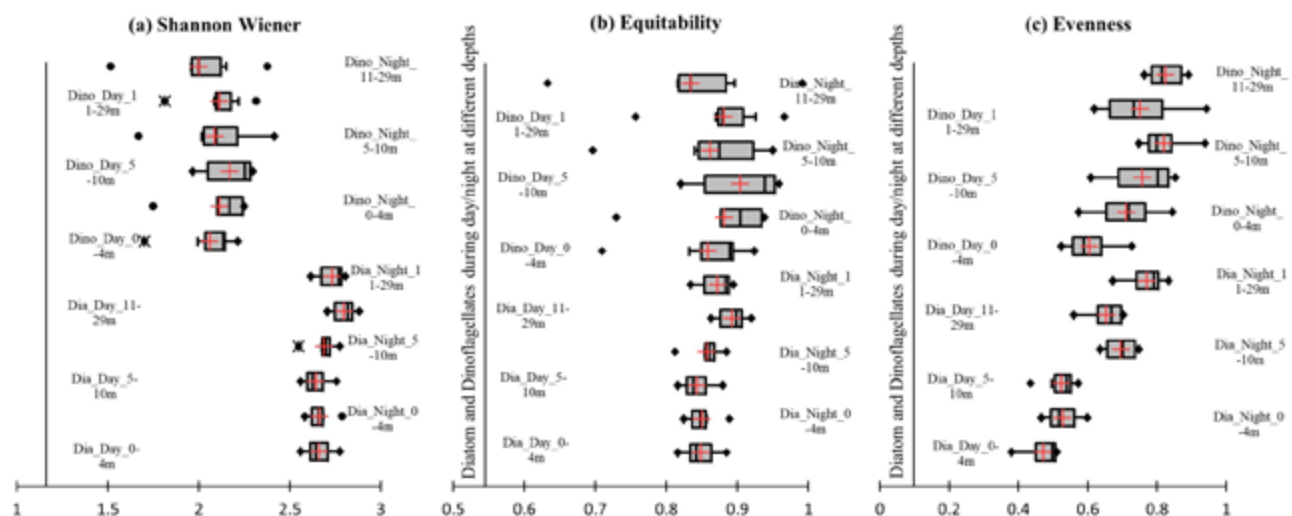 (a) Shannon Wiener
Dino_Night_
11-29m
Dino_Day_1
1-29m
Dino_Night_
5-10m
Dino_Day_5
-10m
Dino_Night_
0-4m
Dino_Day_0
-4m
Dia_Night_1
1-29m
Dia_Day_11-
29m
Dia_Night_5
-10m
Dia_Day_5-
10m
Dia_Night_0
-4m
Dia_Day_0-
4m
1 2 2.5 3
(b) Equitability
Diatom and Dinoflagellates during day/night at different depths
Dino_Night_
11-29m
Dino_Day_1
1-29m
Dino_Night_
5-10m
Dino_Day_5
-10m
Dino_Night_
0-4m
Dino_Day_0
-4m
Dia_Night_1
1-29m
Dia_Day_11-
29m
Dia_Night_5
-10m
Dia_Day_5-
10m
Dia_Night_0
-4m
Dia_Day_0-
4m
0.5 0.6 0.7 0.8 0.9 1
(c) Evenness
Diatom and Dinoflagellates during day/night at different depths
Dino_Night_
11-29m
Dino_Day_1
1-29m
Dino_Night_
5-10m
Dino_Day_5
-10m
Dino_Night_
0-4m
Dino_Day_0
-4m
Dia_Night_1
1-29m
Dia_Day_11-
29m
Dia_Night_5
-10m
Dia_Day_5-
10m
Dia_Night_0
-4m
Dia_Day_0-
4m
0 0.2 0.4 0.6 0.8 1